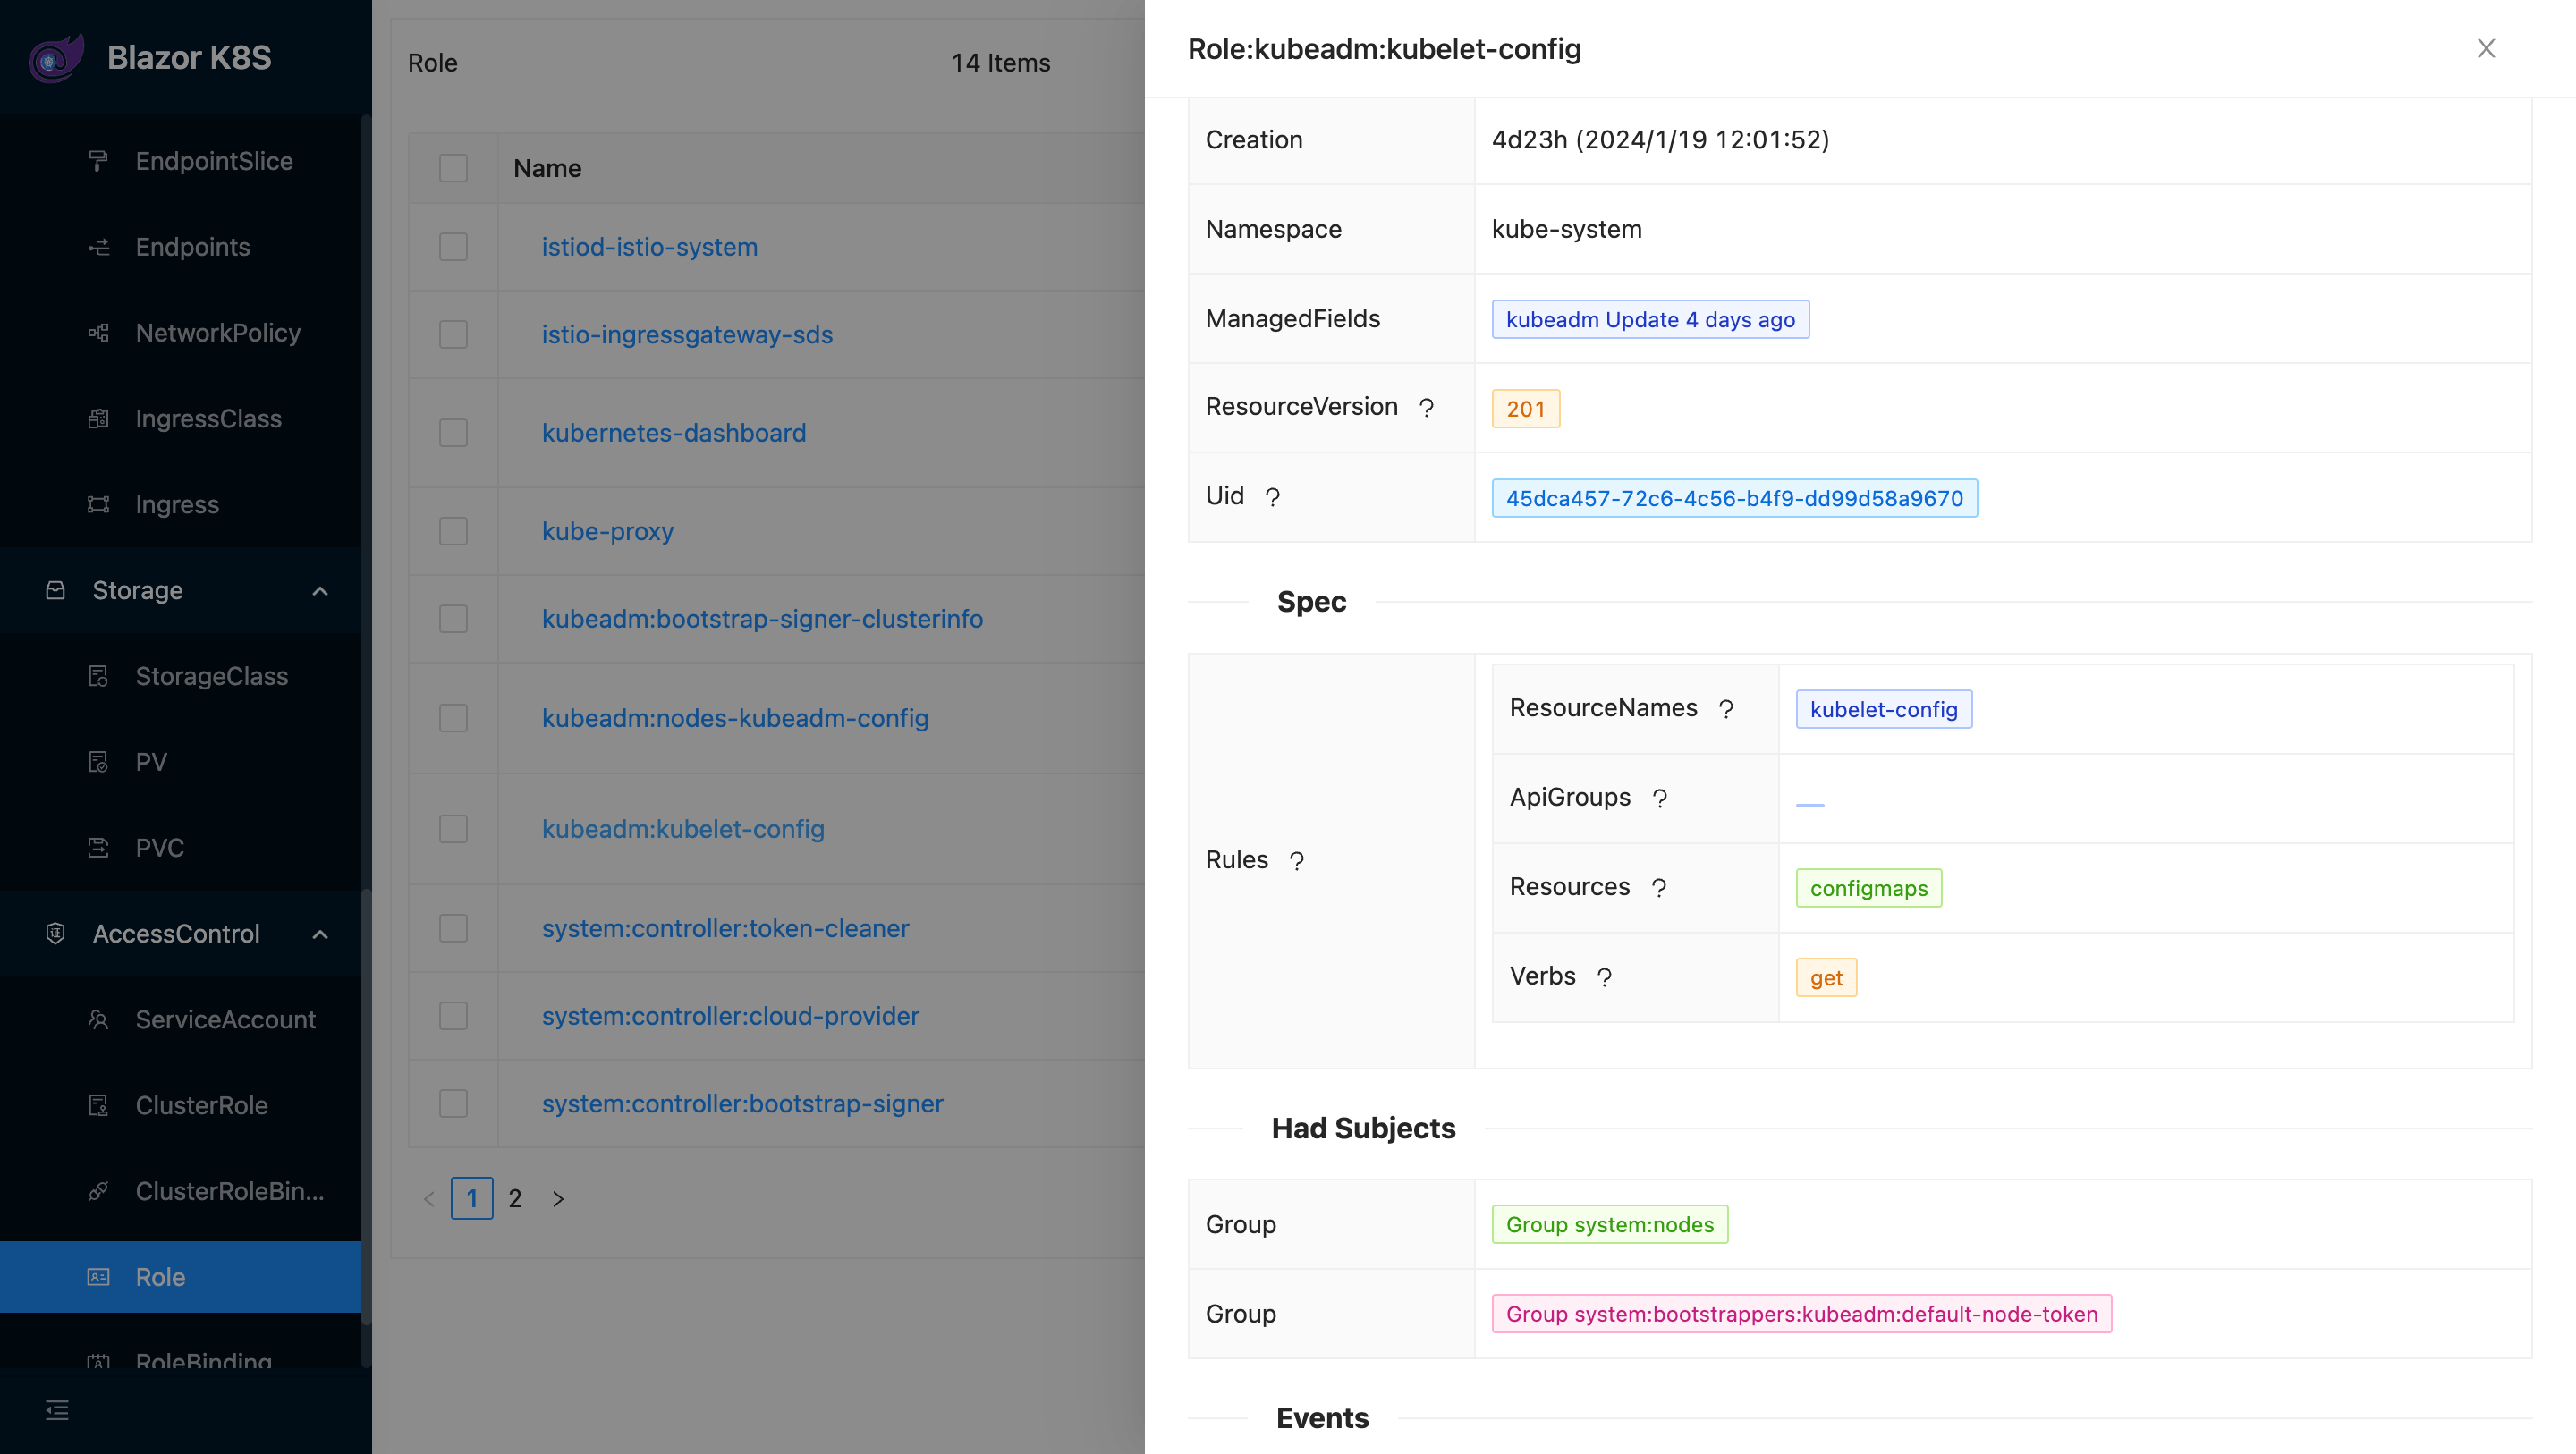 Blazor K8S
EndpointSlice
Endpoints
NetworkPolicy
IngressClass
Ingress
Storage
StorageClass
PV
PVC
AccessControl
ServiceAccount
ClusterRole
ClusterRoleBin...
Role
RoleBinding
Role 14 Items
Name
istiod-istio-system
istio-ingressgateway-sds
kubernetes-dashboard
kube-proxy
kubeadm:bootstrap-signer-clusterinfo
kubeadm:nodes-kubeadm-config
kubeadm:kubelet-config
system:controller:token-cleaner
system:controller:cloud-provider
system:controller:bootstrap-signer
< 1 2 >
Role:kubeadm:kubelet-config
Creation 4d23h (2024/1/19 12:01:52)
Namespace kube-system
ManagedFields kubeadm Update 4 days ago
ResourceVersion ? 201
Uid ? 45dca457-72c6-4c56-b4f9-dd99d58a9670
Spec
Rules ?
ResourceNames ? kubelet-config
ApiGroups ?
Resources ? configmaps
Verbs ? get
Had Subjects
Group Group system:nodes
Group Group system:bootstrappers:kubeadm:default-node-token
Events